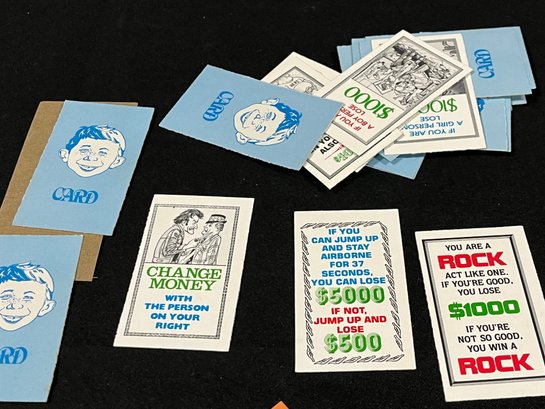 CARD
$1000
IF YOU ARE
A BOY PERSON
LOSE
ALSO
$1000
IF YOU ARE
A GIRL PERSON
LOSE
CARD
CARD
CARD
CHANGE
MONEY
WITH
THE PERSON
ON YOUR
RIGHT
IF YOU
CAN JUMP UP
AND STAY
AIRBORNE
FOR 37
SECONDS,
YOU CAN LOSE
$5000
IF NOT,
JUMP UP AND
LOSE
$500
YOU ARE A
ROCK
ACT LIKE ONE.
IF YOU'RE GOOD,
YOU LOSE
$1000
IF YOU'RE
NOT SO GOOD.
YOU WIN A
ROCK